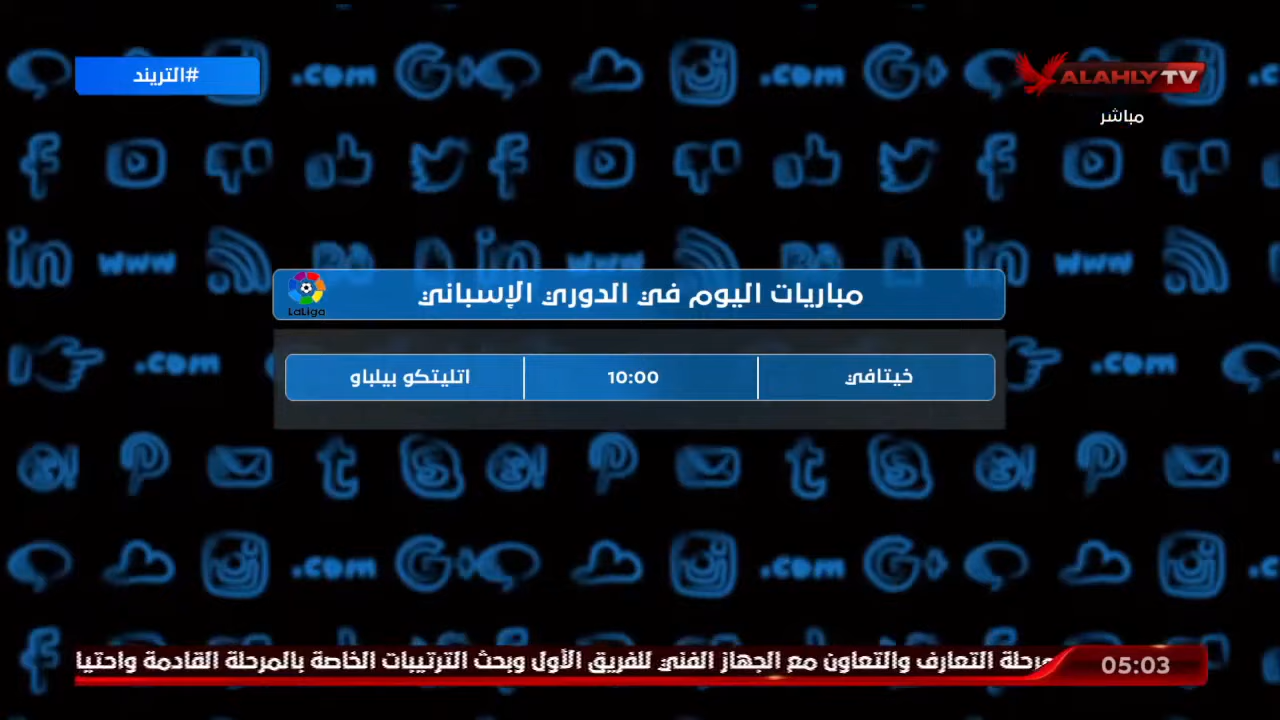 #التريند
ALAHLY TV
مباشر
مباريات اليوم في الدوري الإسباني
LaLiga
خيتافي 10:00 اتليتكو بيلباو
مرحلة التعارف والتعاون مع الجهاز الفني للفريق الأول وبحث الترتيبات الخاصة بالمرحلة القادمة واحتيا
05:03